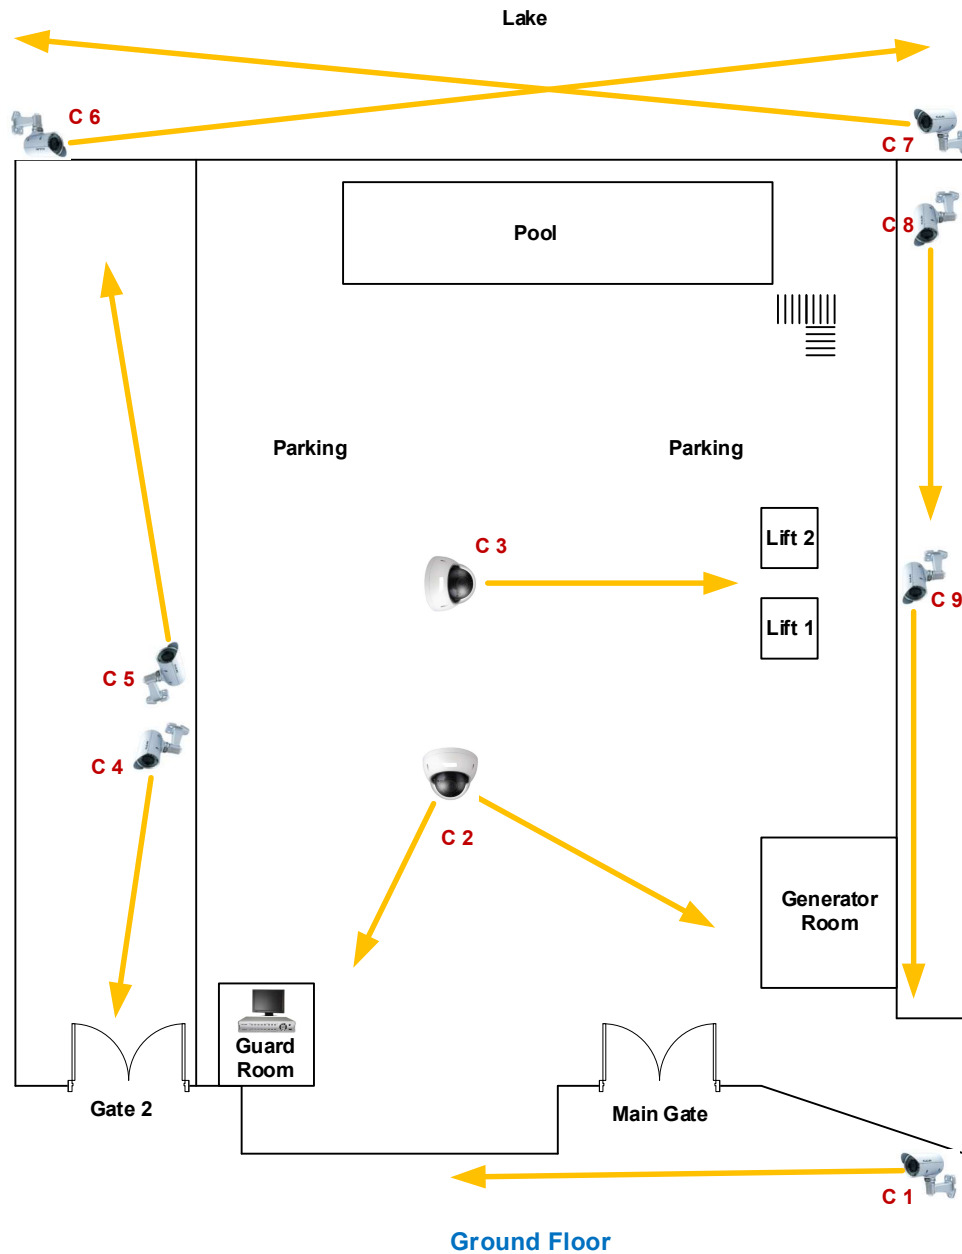 Lake
C 6
C 7
C 8
Pool
Parking
Parking
Lift 2
C 3
C 9
Lift 1
C 5
C 4
C 2
Generator
Room
Guard
Room
Gate 2
Main Gate
C 1
Ground Floor